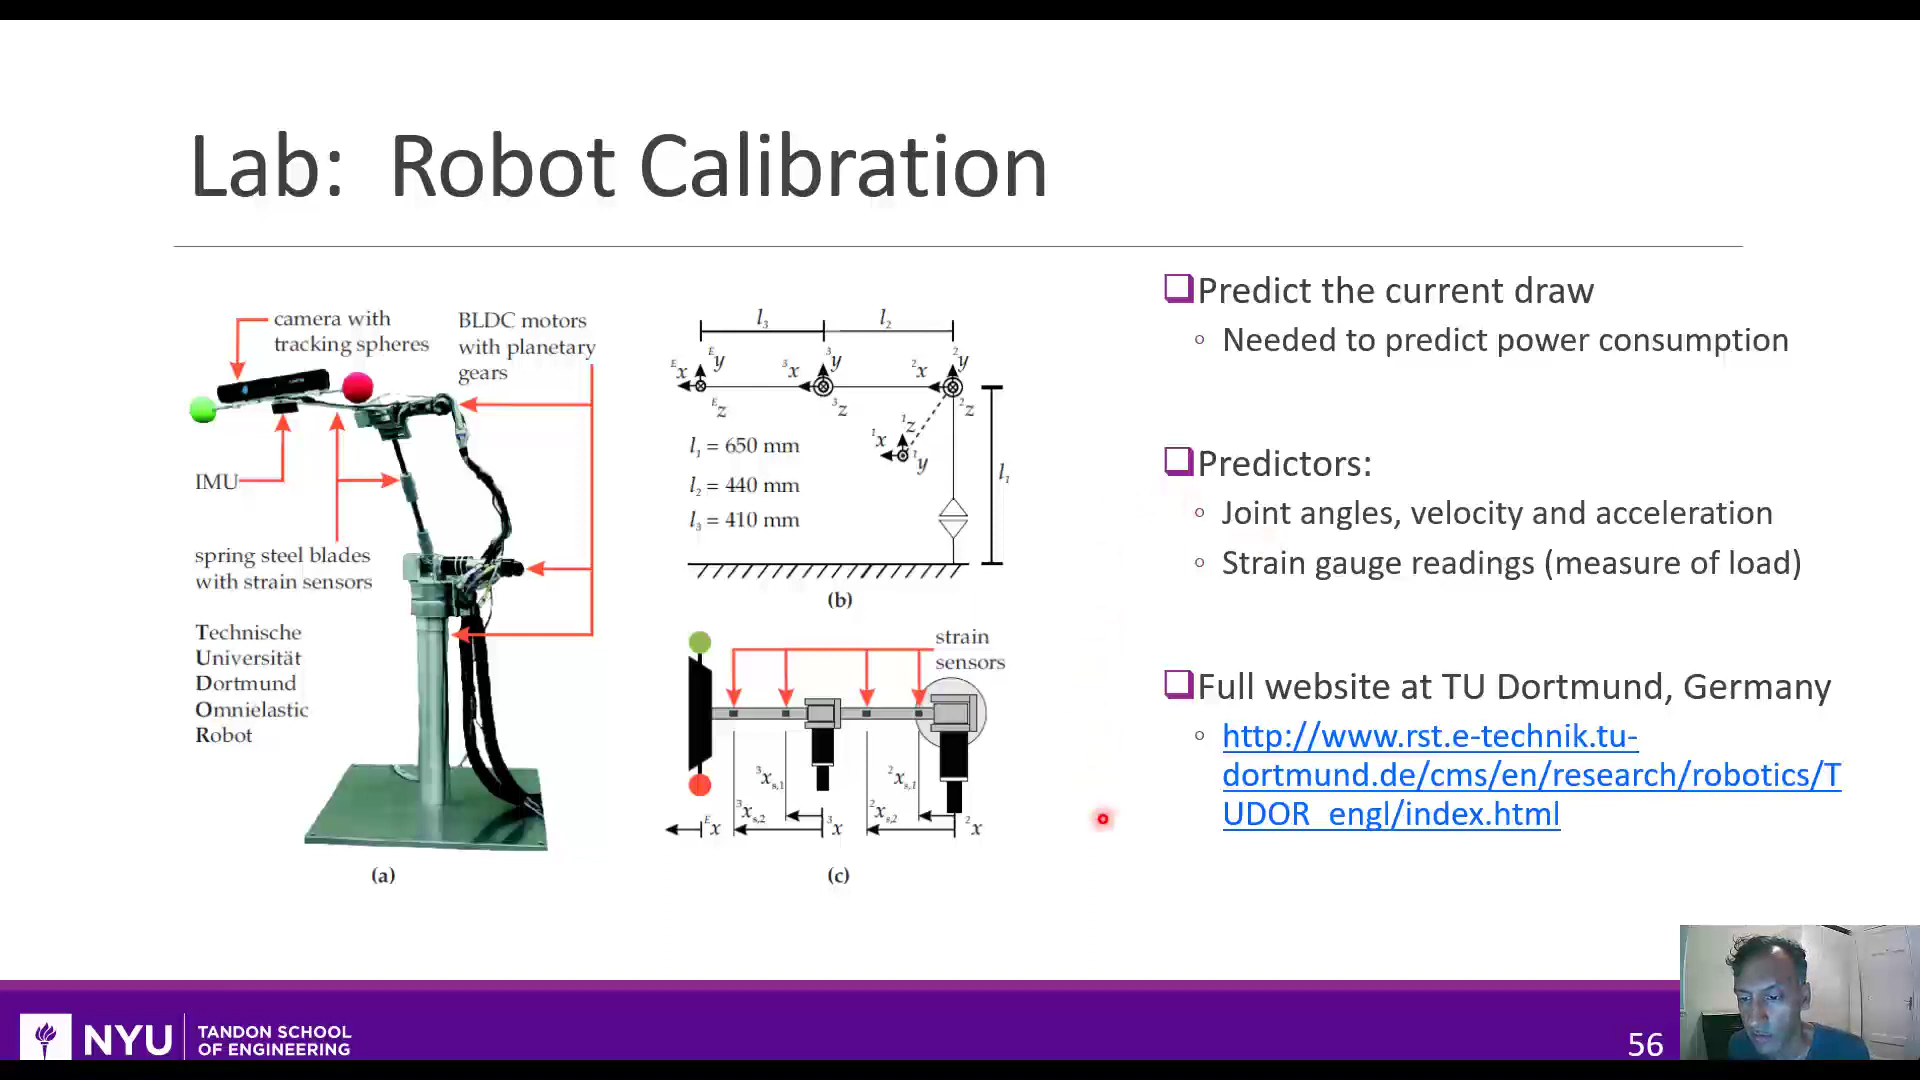 Lab: Robot Calibration
camera with
tracking spheres
BLDC motors
with planetary
gears
IMU
spring steel blades
with strain sensors
Technische
Universität
Dortmund
Omnielastic
Robot
(a)
l₃
l₂
ᴱx
ᴱy
³x
³y
²x
²y
ᴱz
³z
²z
¹x
¹z
¹y
l₁ = 650 mm
l₂ = 440 mm
l₃ = 410 mm
l₁
(b)
strain
sensors
³xₛ,₁
²xₛ,₁
³xₛ,₂
²xₛ,₂
ᴱx
³x
²x
(c)
Predict the current draw
Needed to predict power consumption
Predictors:
Joint angles, velocity and acceleration
Strain gauge readings (measure of load)
Full website at TU Dortmund, Germany
http://www.rst.e-technik.tu-
dortmund.de/cms/en/research/robotics/T
UDOR_engl/index.html
NYU
TANDON SCHOOL
OF ENGINEERING
56